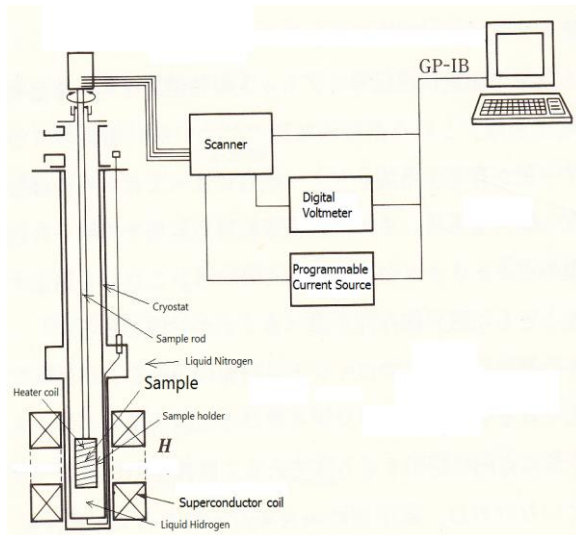 GP-IB
Scanner
Digital
Voltmeter
Programmable
Current Source
Cryostat
Sample rod
Liquid Nitrogen
Sample
Heater coil
Sample holder
H
Superconductor coil
Liquid Hidrogen